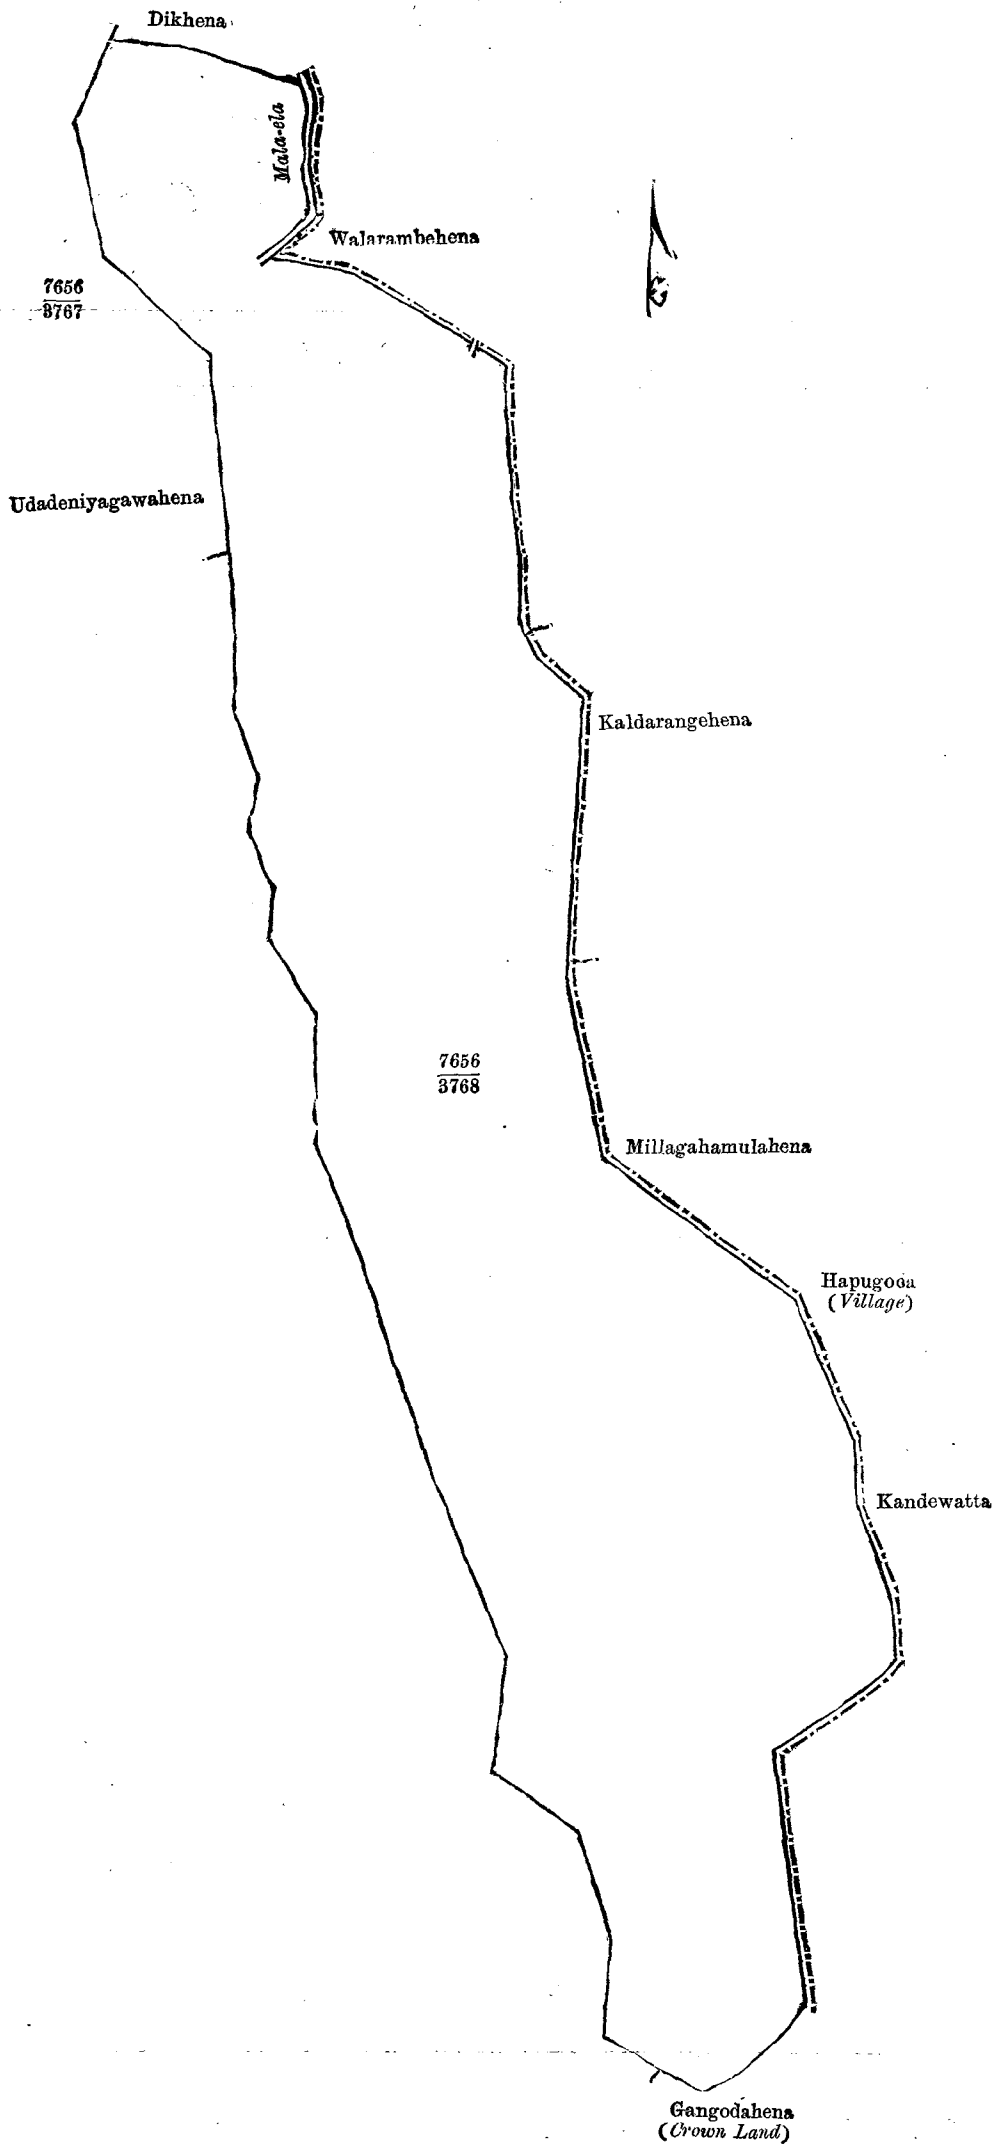 Dikhena
Mala-ela
Walarambehena
7656
3767
Udadeniyagawahena
Kaldarangehena
7656
3768
Millagahamulahena
Hapugoda
(Village)
Kandewatta
Gangodahena
(Crown Land)